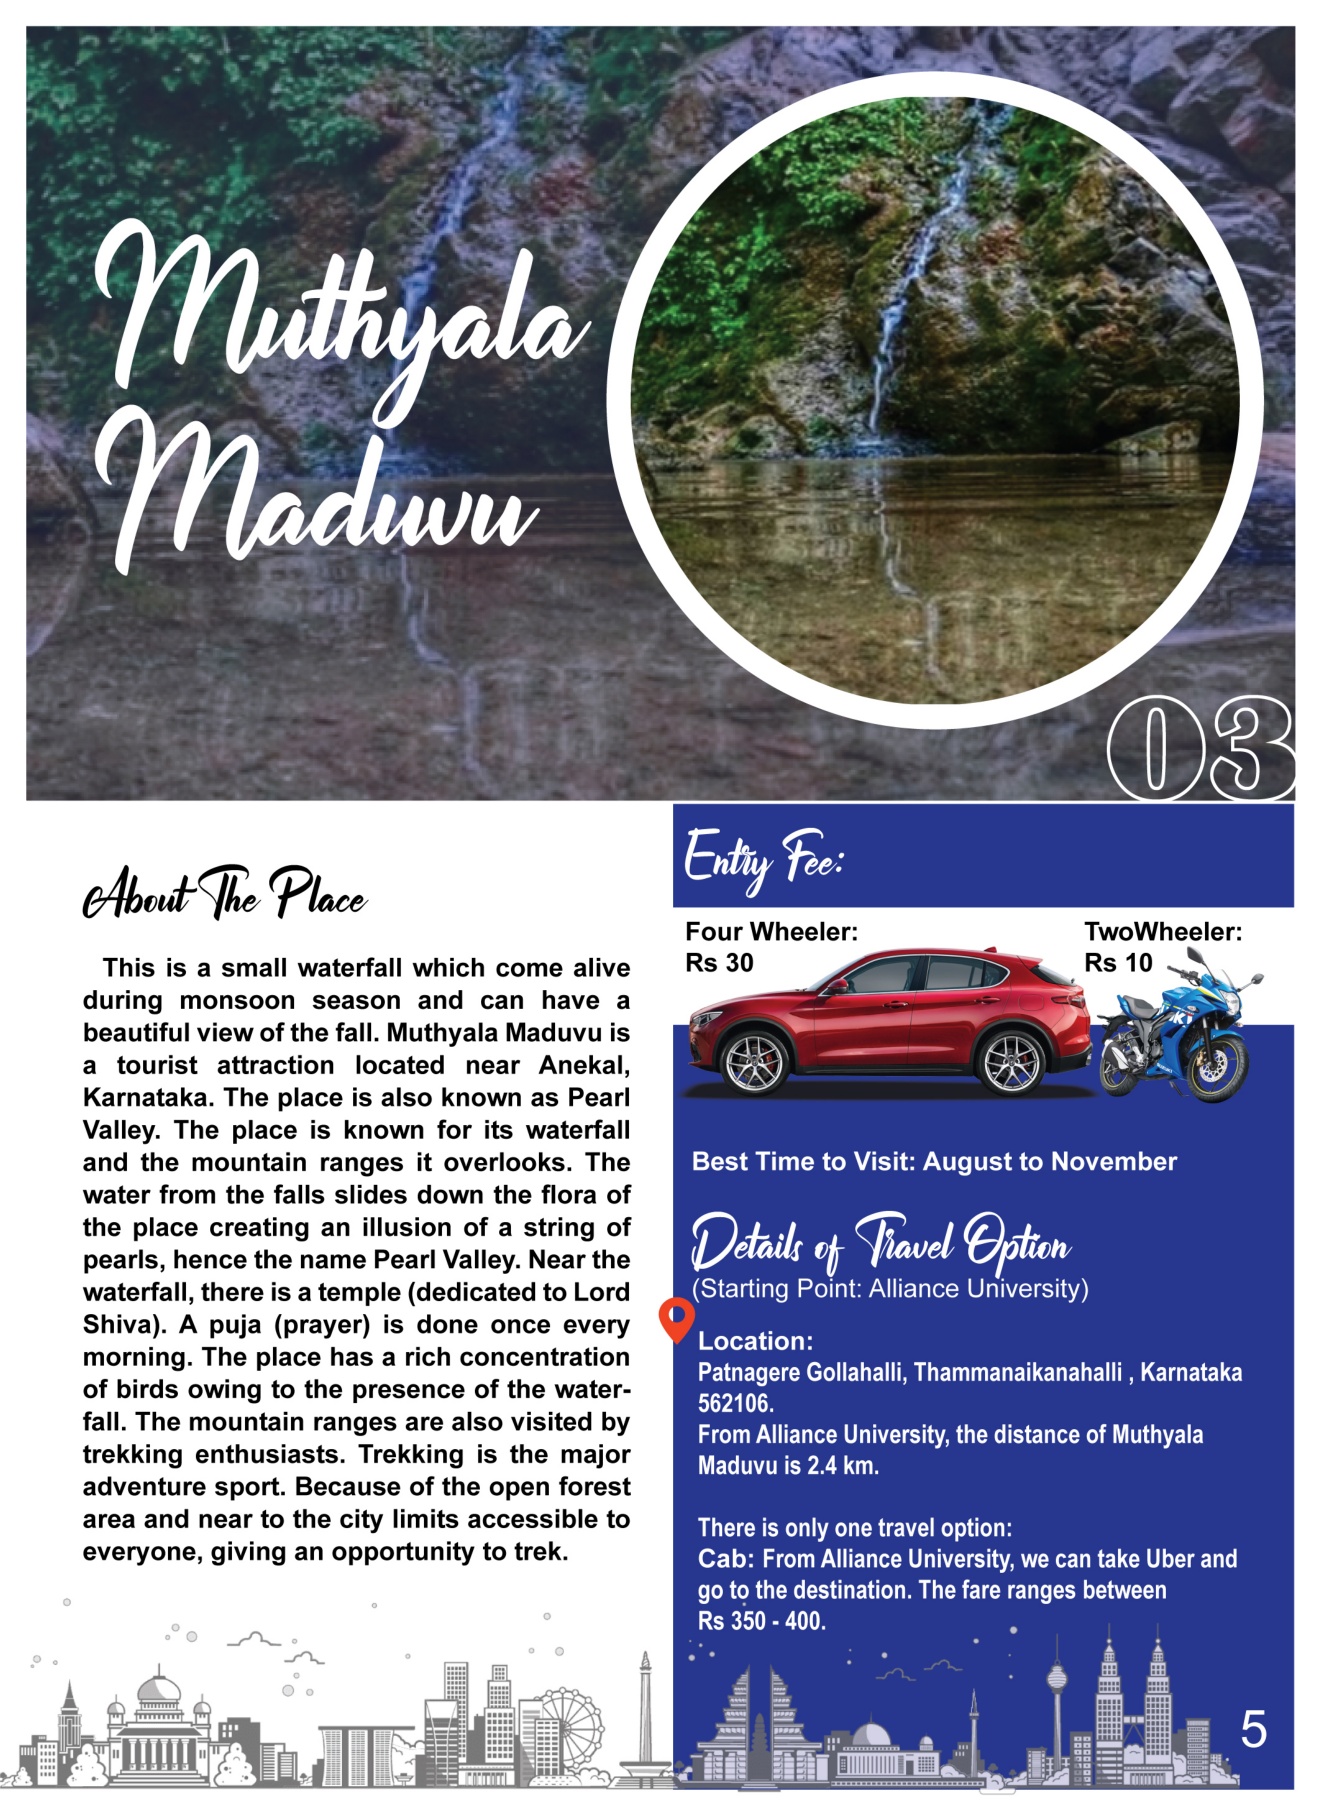 Muthyala
Maduvu
03
About The Place
This is a small waterfall which come alive
during monsoon season and can have a
beautiful view of the fall. Muthyala Maduvu is
a tourist attraction located near Anekal,
Karnataka. The place is also known as Pearl
Valley. The place is known for its waterfall
and the mountain ranges it overlooks. The
water from the falls slides down the flora of
the place creating an illusion of a string of
pearls, hence the name Pearl Valley. Near the
waterfall, there is a temple (dedicated to Lord
Shiva). A puja (prayer) is done once every
morning. The place has a rich concentration
of birds owing to the presence of the water-
fall. The mountain ranges are also visited by
trekking enthusiasts. Trekking is the major
adventure sport. Because of the open forest
area and near to the city limits accessible to
everyone, giving an opportunity to trek.
Entry Fee:
Four Wheeler:
Rs 30
TwoWheeler:
Rs 10
Best Time to Visit: August to November
Details of Travel Option
(Starting Point: Alliance University)
Location:
Patnagere Gollahalli, Thammanaikanahalli , Karnataka
562106.
From Alliance University, the distance of Muthyala
Maduvu is 2.4 km.
There is only one travel option:
Cab: From Alliance University, we can take Uber and
go to the destination. The fare ranges between
Rs 350 - 400.
5